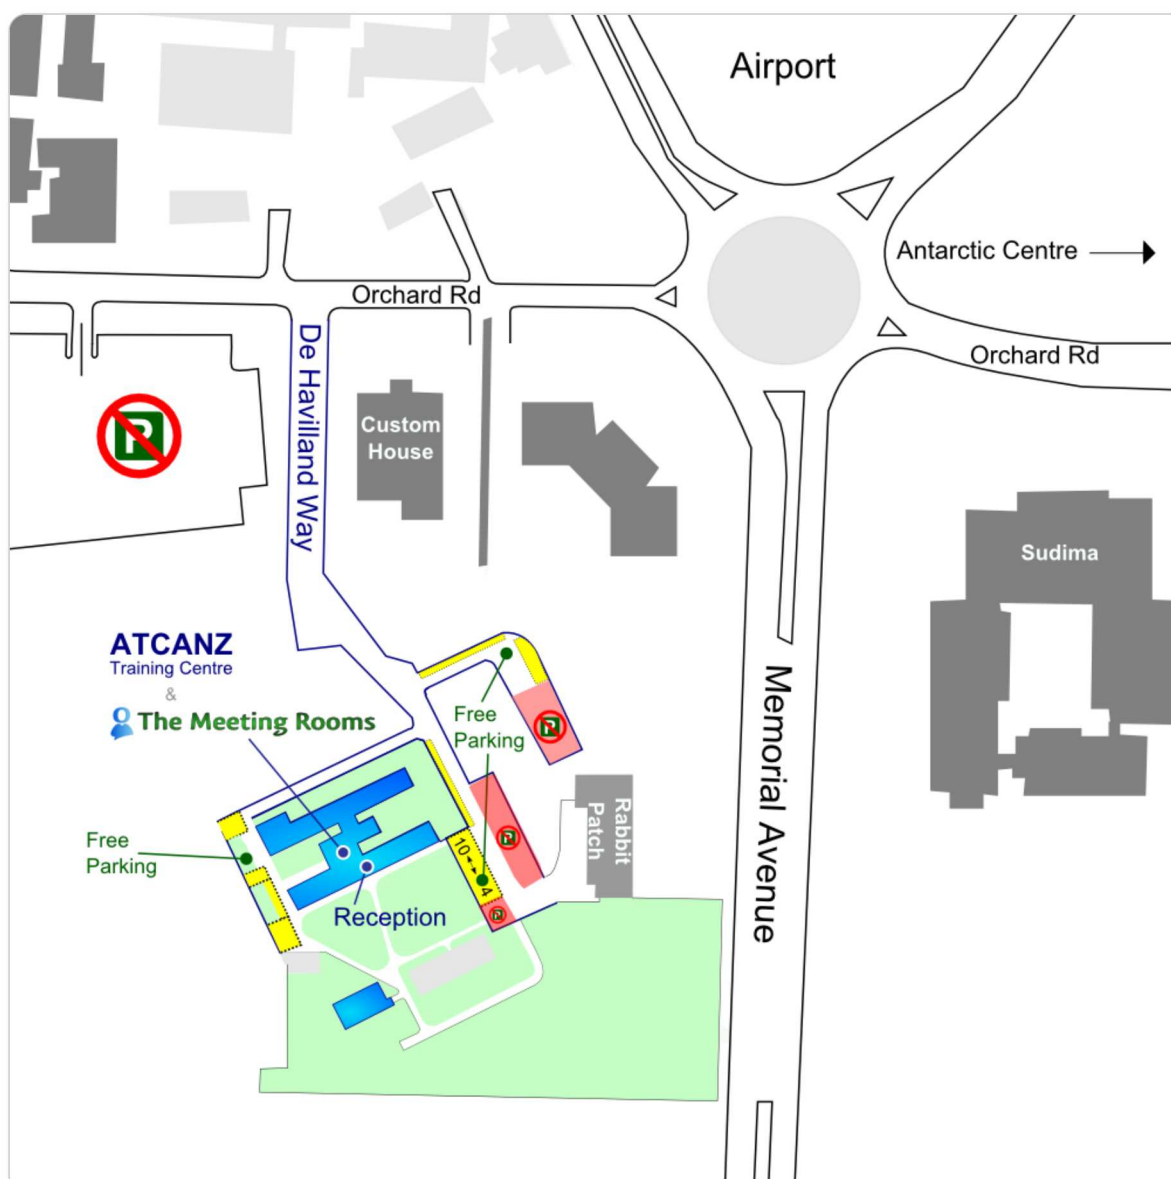 Airport
Antarctic Centre
Orchard Rd
Orchard Rd
De Havilland Way
P
Custom
House
Sudima
ATCANZ
Training Centre
&
The Meeting Rooms
Free
Parking
P
Memorial Avenue
Rabbit
Patch
P
Free
Parking
10
4
P
Reception